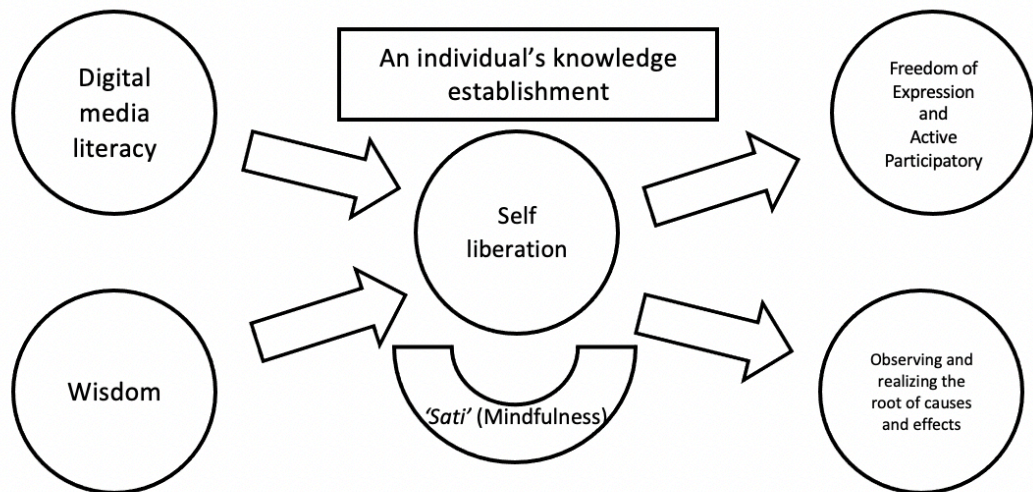 Digital
media
literacy
An individual’s knowledge
establishment
Freedom of
Expression
and
Active
Participatory
Self
liberation
Wisdom
‘Sati’ (Mindfulness)
Observing and
realizing the
root of causes
and effects